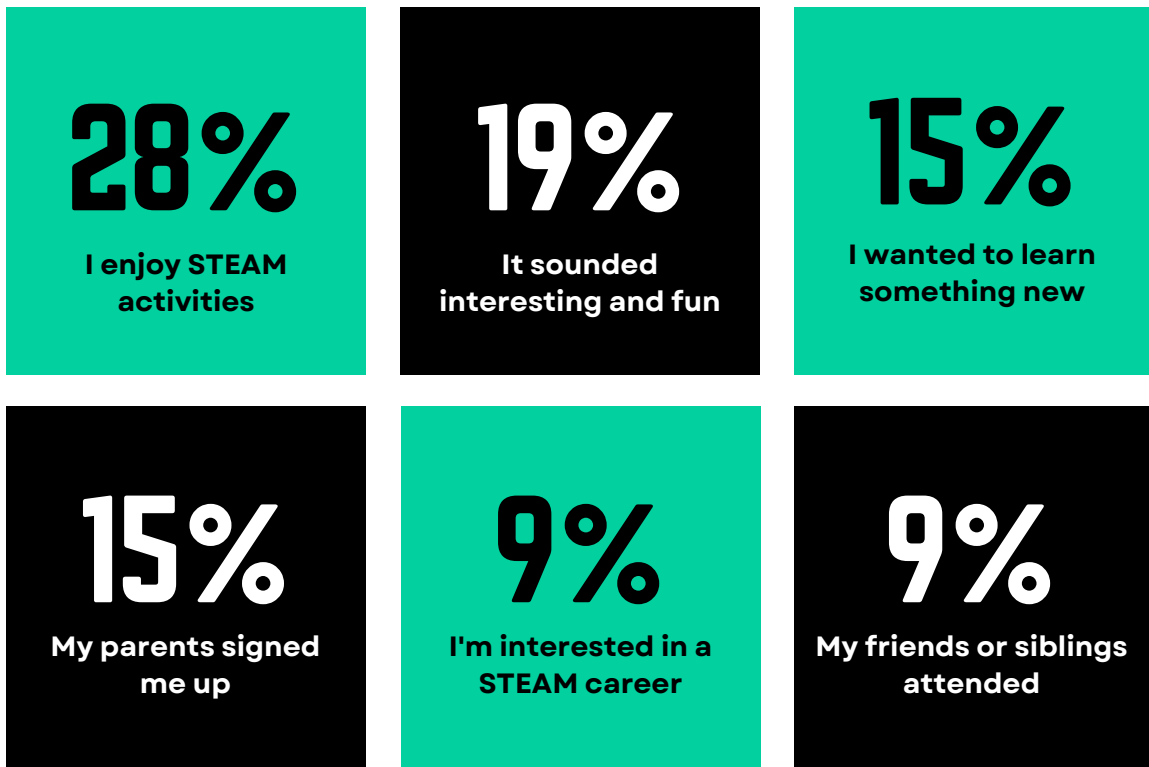 28%
I enjoy STEAM
activities
19%
It sounded
interesting and fun
15%
I wanted to learn
something new
15%
My parents signed
me up
9%
I'm interested in a
STEAM career
9%
My friends or siblings
attended